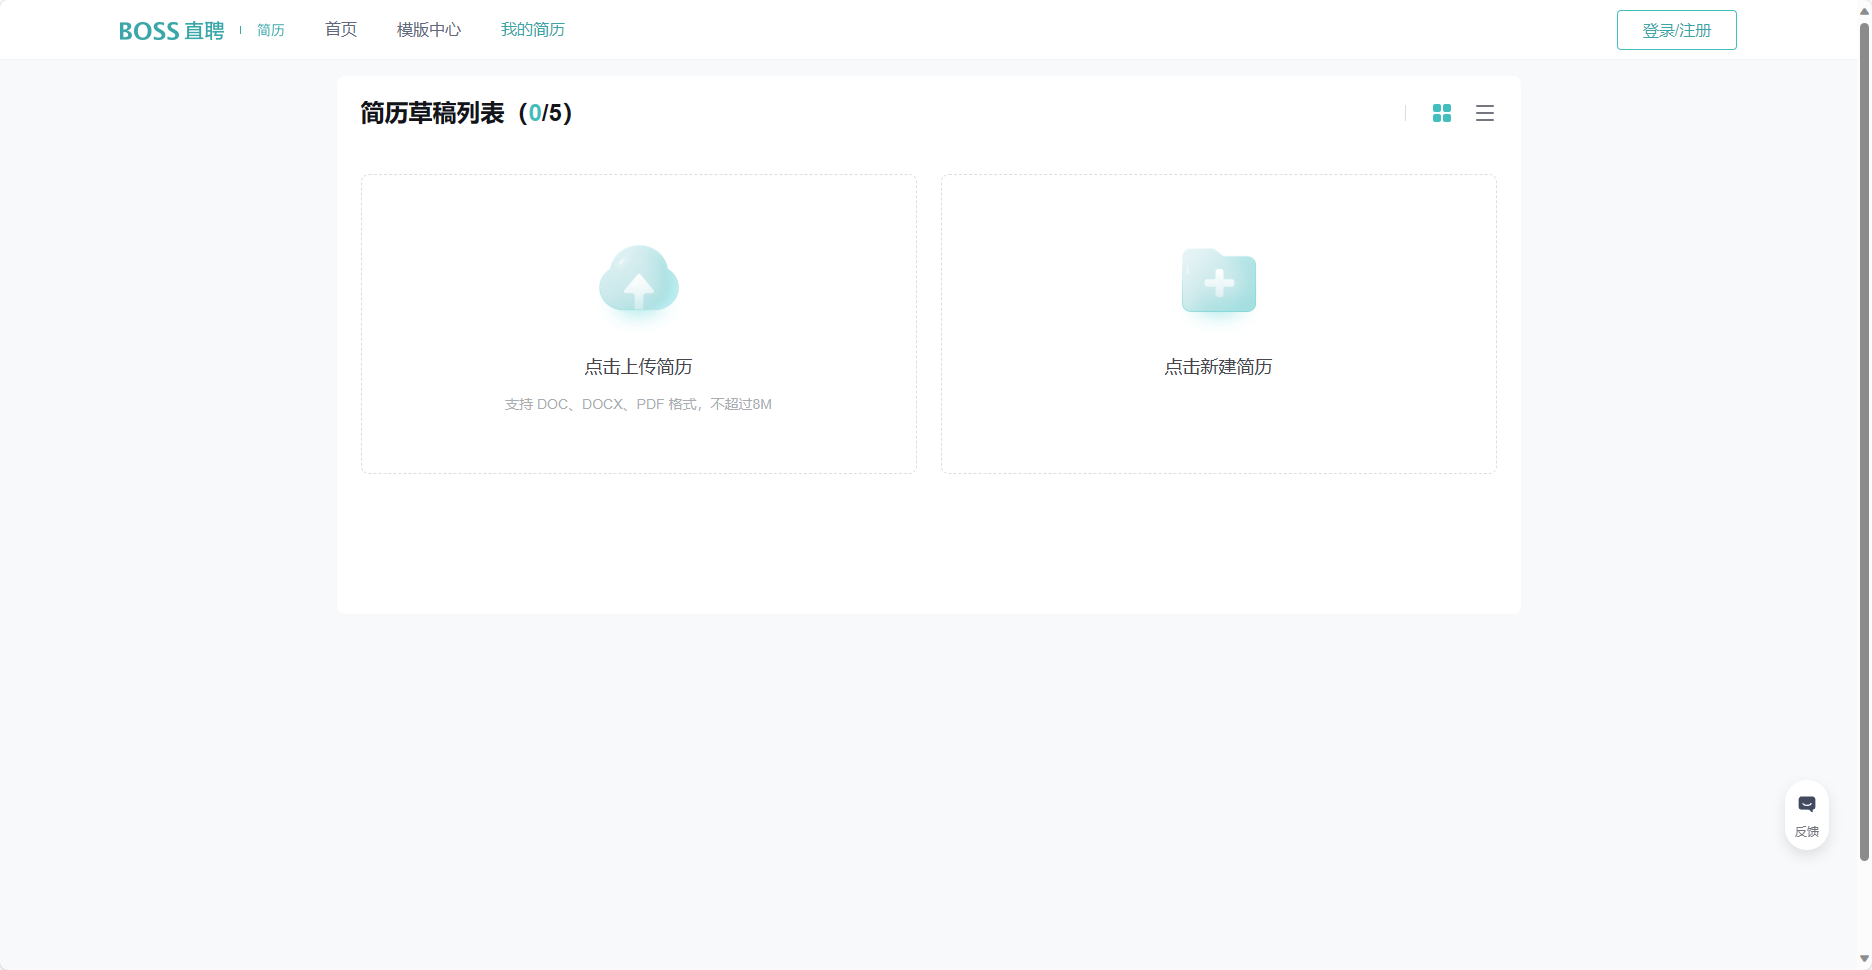 BOSS 直聘 简历 首页 模版中心 我的简历 登录/注册
简历草稿列表（0/5）
点击上传简历
支持 DOC、DOCX、PDF 格式，不超过8M
点击新建简历
反馈